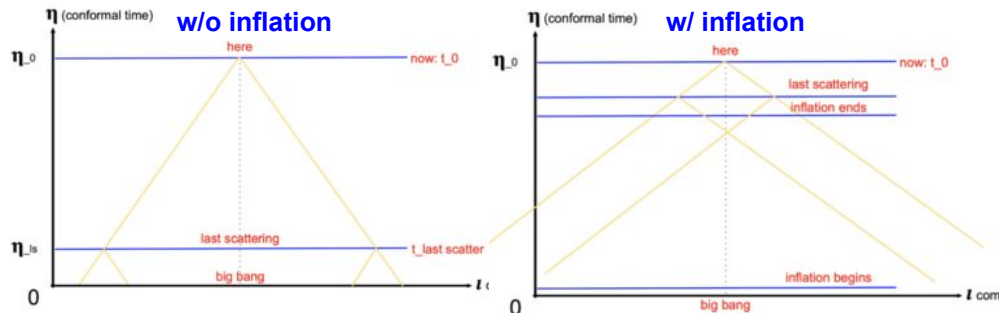 w/o inflation
η (conformal time)
here
η_0
now: t_0
last scattering
η_ls
t_last scatter
big bang
0
l c
w/ inflation
η (conformal time)
here
η_0
now: t_0
last scattering
inflation ends
inflation begins
0
big bang
l com